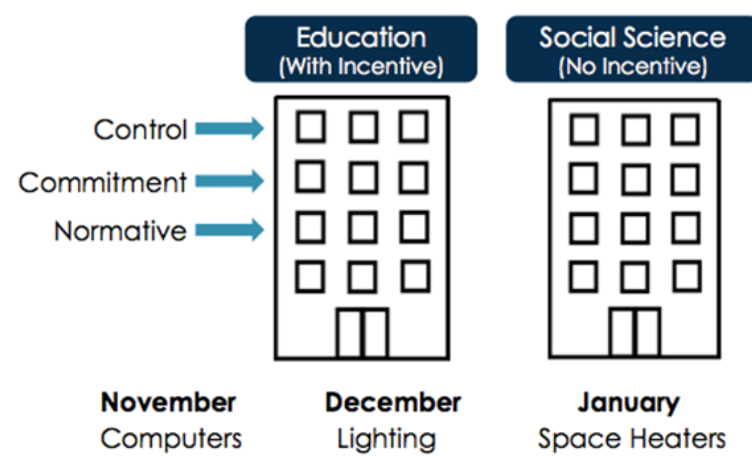 Education
(With Incentive)
Social Science
(No Incentive)
Control
Commitment
Normative
November
Computers
December
Lighting
January
Space Heaters